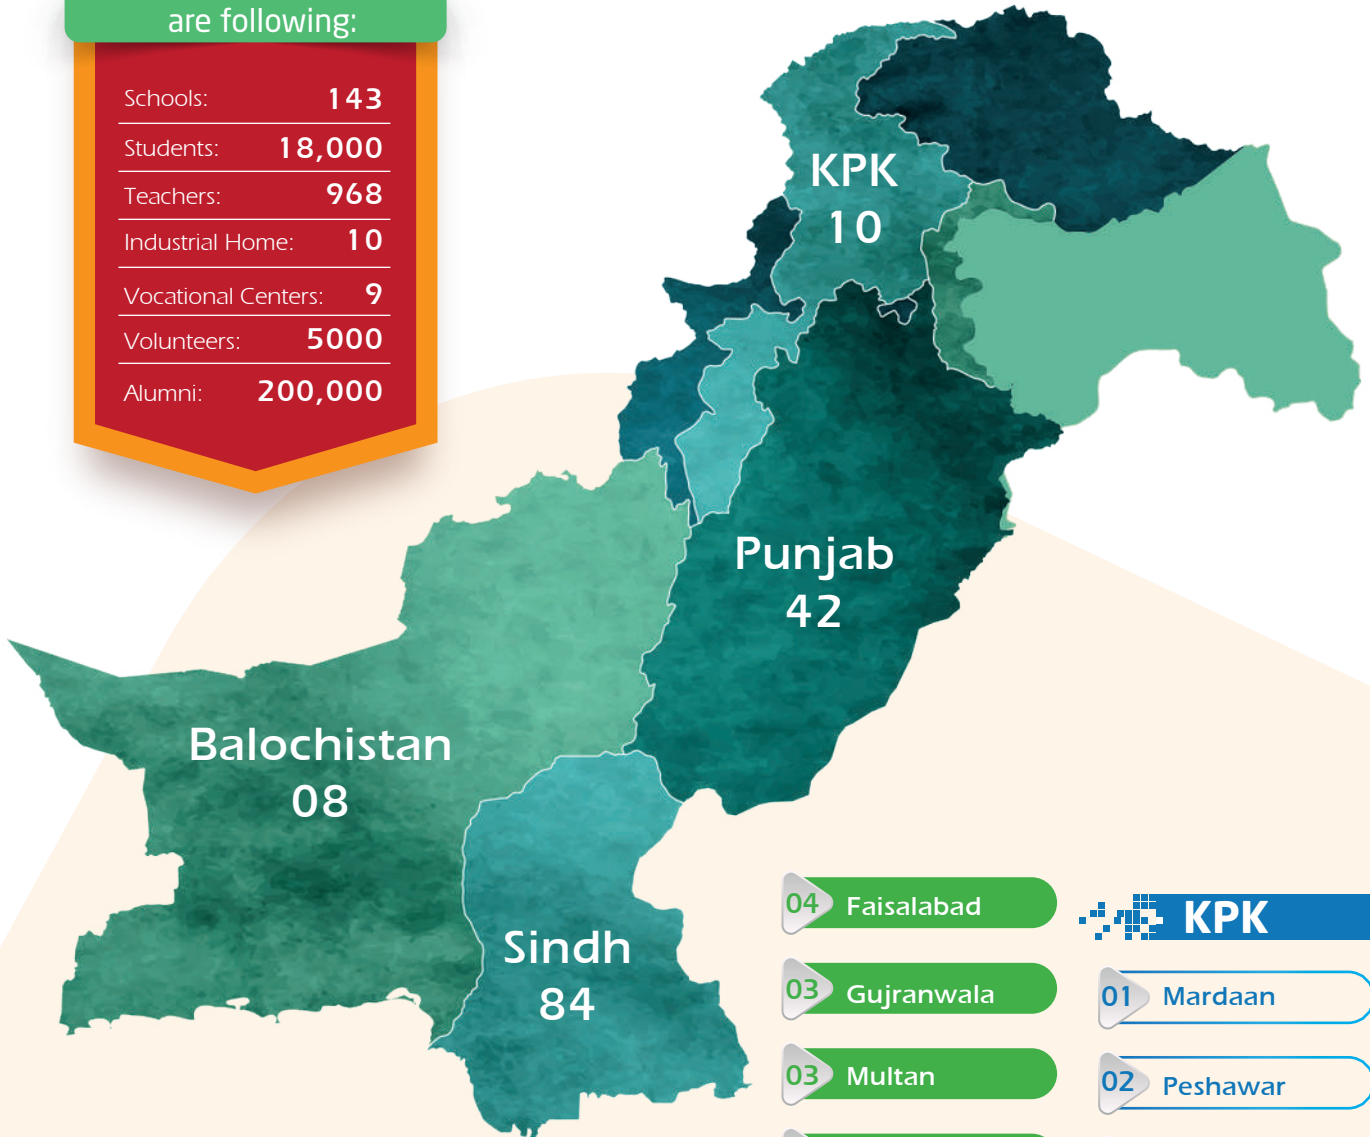 are following:
Schools: 143
Students: 18,000
Teachers: 968
Industrial Home: 10
Vocational Centers: 9
Volunteers: 5000
Alumni: 200,000
KPK
10
Punjab
42
Balochistan
08
Sindh
84
04 Faisalabad
03 Gujranwala
03 Multan
KPK
01 Mardaan
02 Peshawar